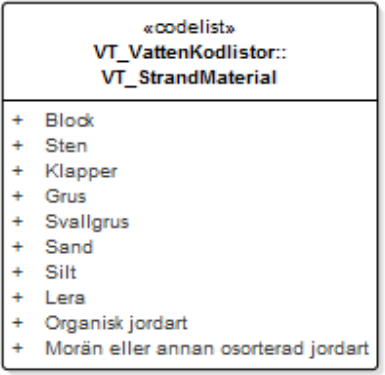 «codelist»
VT_VattenKodlistor::
VT_StrandMaterial
+ Block
+ Sten
+ Klapper
+ Grus
+ Svallgrus
+ Sand
+ Silt
+ Lera
+ Organisk jordart
+ Morän eller annan osorterad jordart